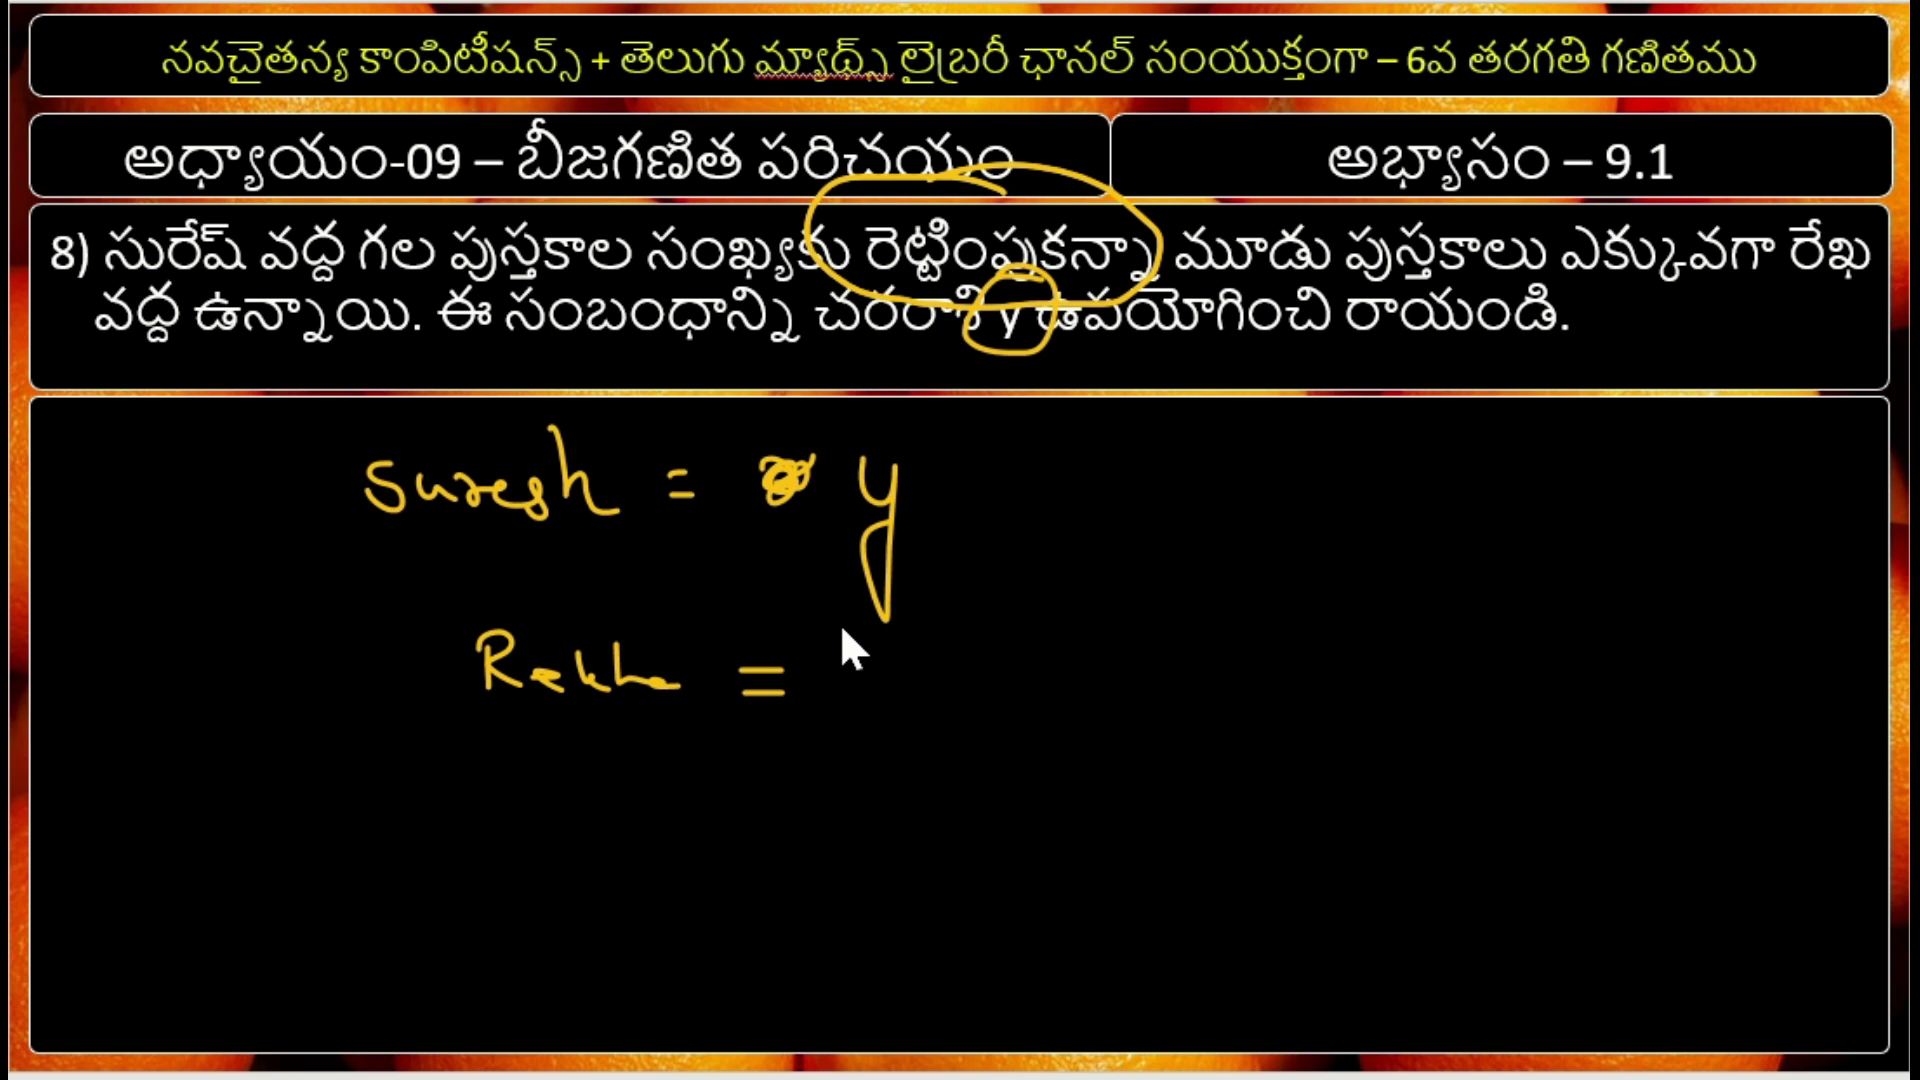 నవచైతన్య కాంపిటీషన్స్ + తెలుగు మ్యాథ్స్ లైబ్రరీ ఛానల్ సంయుక్తంగా – 6వ తరగతి గణితము
అధ్యాయం-09 – బీజగణిత పరిచయం
అభ్యాసం – 9.1
8) సురేష్ వద్ద గల పుస్తకాల సంఖ్యకు రెట్టింపుకన్నా మూడు పుస్తకాలు ఎక్కువగా రేఖ
వద్ద ఉన్నాయి. ఈ సంబంధాన్ని చరరాశి y ఉపయోగించి రాయండి.
Suresh = y
Rekha =